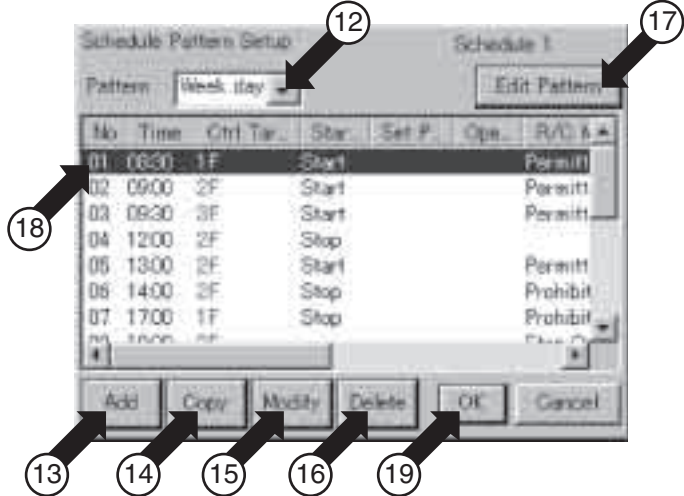 12
17
Schedule Pattern Setup Schedule 1
Pattern Week day Edit Pattern
No Time Ctrl Tar... Star... Set P... Ope... R/C
18
01 08:30 1F Start Permitt
02 09:00 2F Start Permitt
03 09:30 3F Start Permitt
04 12:00 2F Stop
05 13:00 2F Start Permitt
06 14:00 2F Stop Prohibit
07 17:00 1F Stop Prohibit
Add Copy Modify Delete OK Cancel
13 14 15 16 19